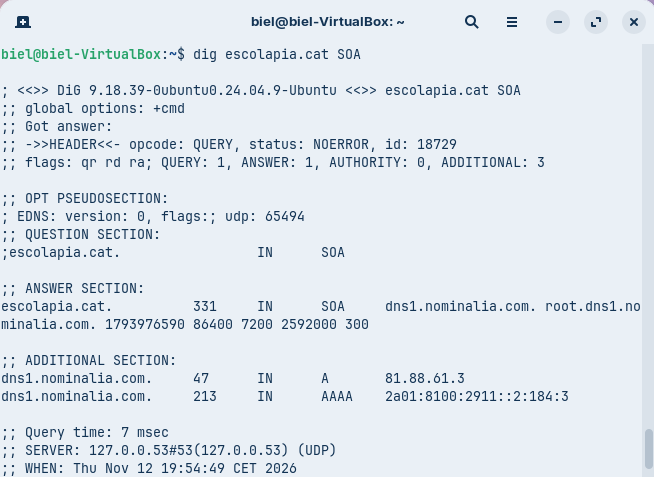 biel@biel-VirtualBox: ~
biel@biel-VirtualBox:~$ dig escolapia.cat SOA
; <<>> DiG 9.18.39-0ubuntu0.24.04.9-Ubuntu <<>> escolapia.cat SOA
;; global options: +cmd
;; Got answer:
;; ->>HEADER<<- opcode: QUERY, status: NOERROR, id: 18729
;; flags: qr rd ra; QUERY: 1, ANSWER: 1, AUTHORITY: 0, ADDITIONAL: 3
;; OPT PSEUDOSECTION:
; EDNS: version: 0, flags:; udp: 65494
;; QUESTION SECTION:
;escolapia.cat. IN SOA
;; ANSWER SECTION:
escolapia.cat. 331 IN SOA dns1.nominalia.com. root.dns1.no
minalia.com. 1793976590 86400 7200 2592000 300
;; ADDITIONAL SECTION:
dns1.nominalia.com. 47 IN A 81.88.61.3
dns1.nominalia.com. 213 IN AAAA 2a01:8100:2911::2:184:3
;; Query time: 7 msec
;; SERVER: 127.0.0.53#53(127.0.0.53) (UDP)
;; WHEN: Thu Nov 12 19:54:49 CET 2026